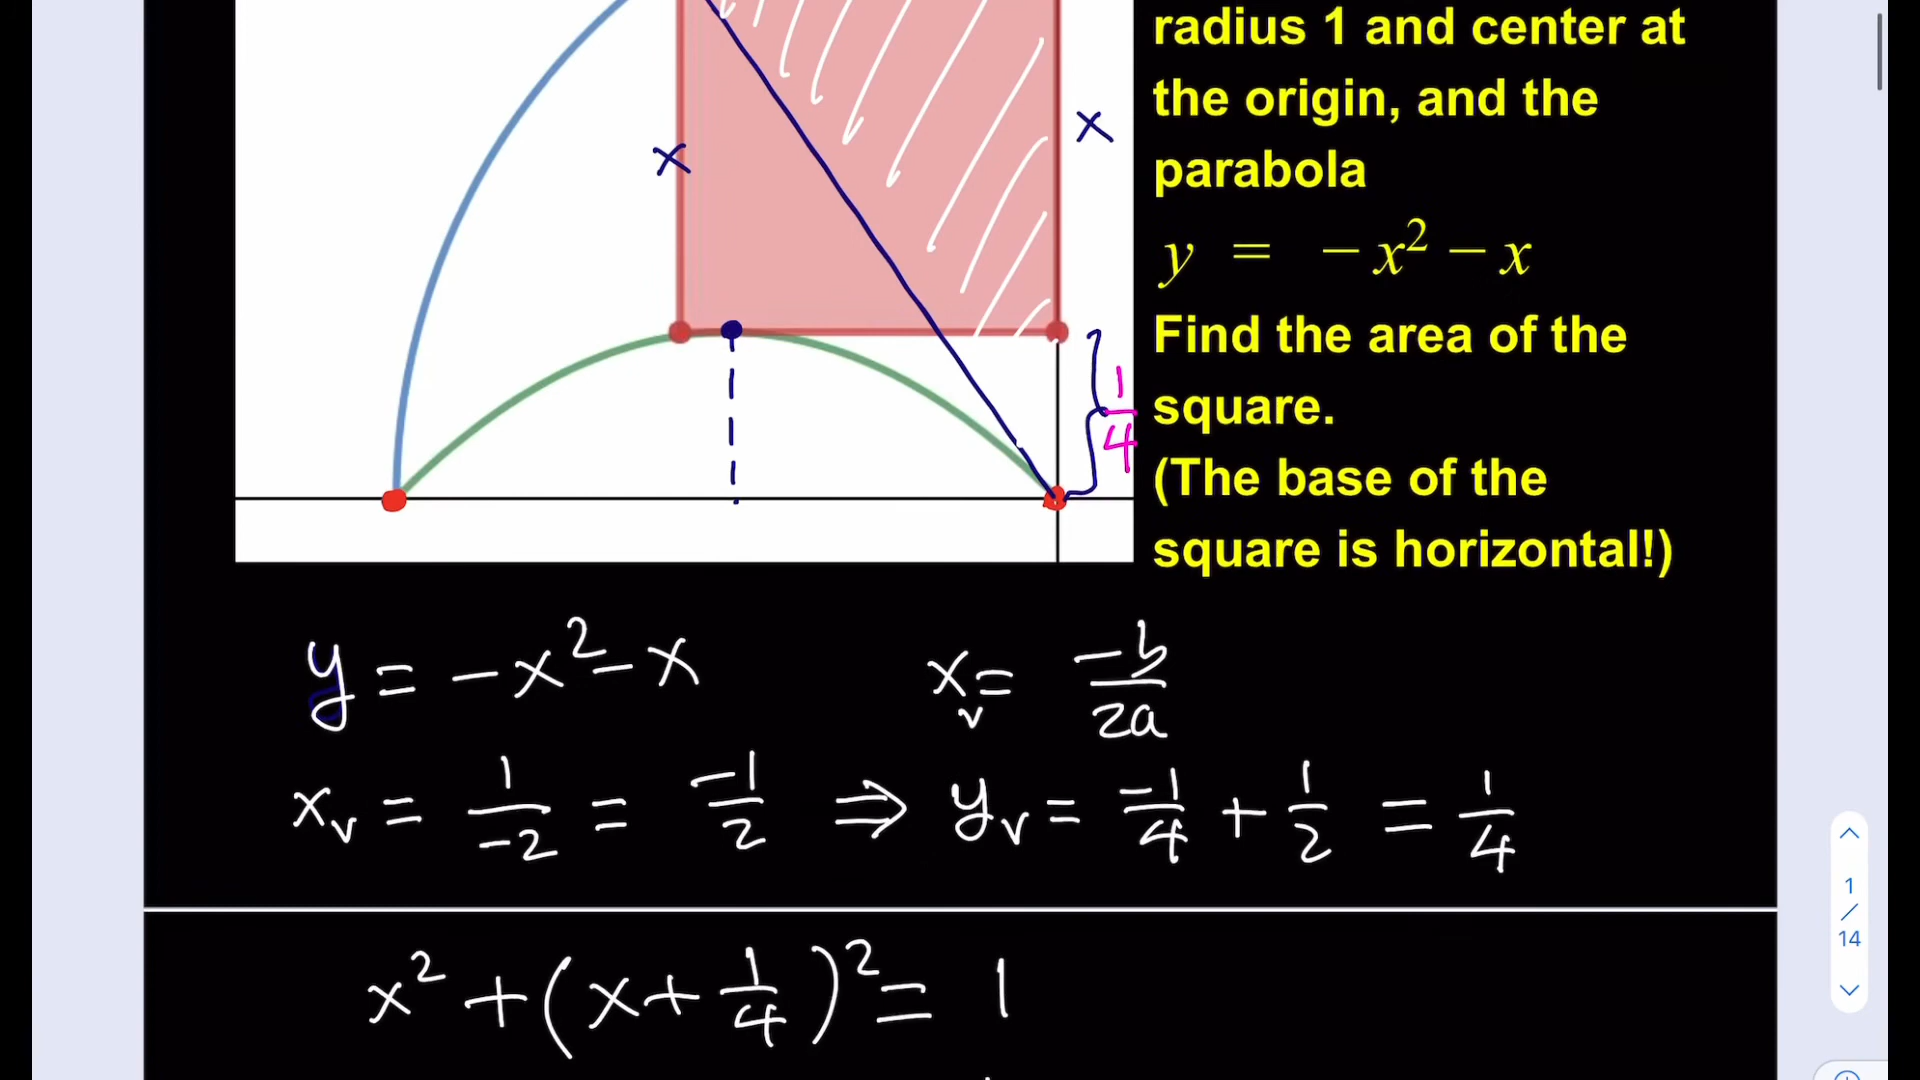 radius 1 and center at
the origin, and the
parabola
y = −x² − x
Find the area of the
square.
(The base of the
square is horizontal!)
x
x
1/4
y = −x² − x
x_v = −b/2a
x_v = 1/−2 = −1/2 ⇒ y_v = −1/4 + 1/2 = 1/4
x² + (x + 1/4)² = 1
1
/
14